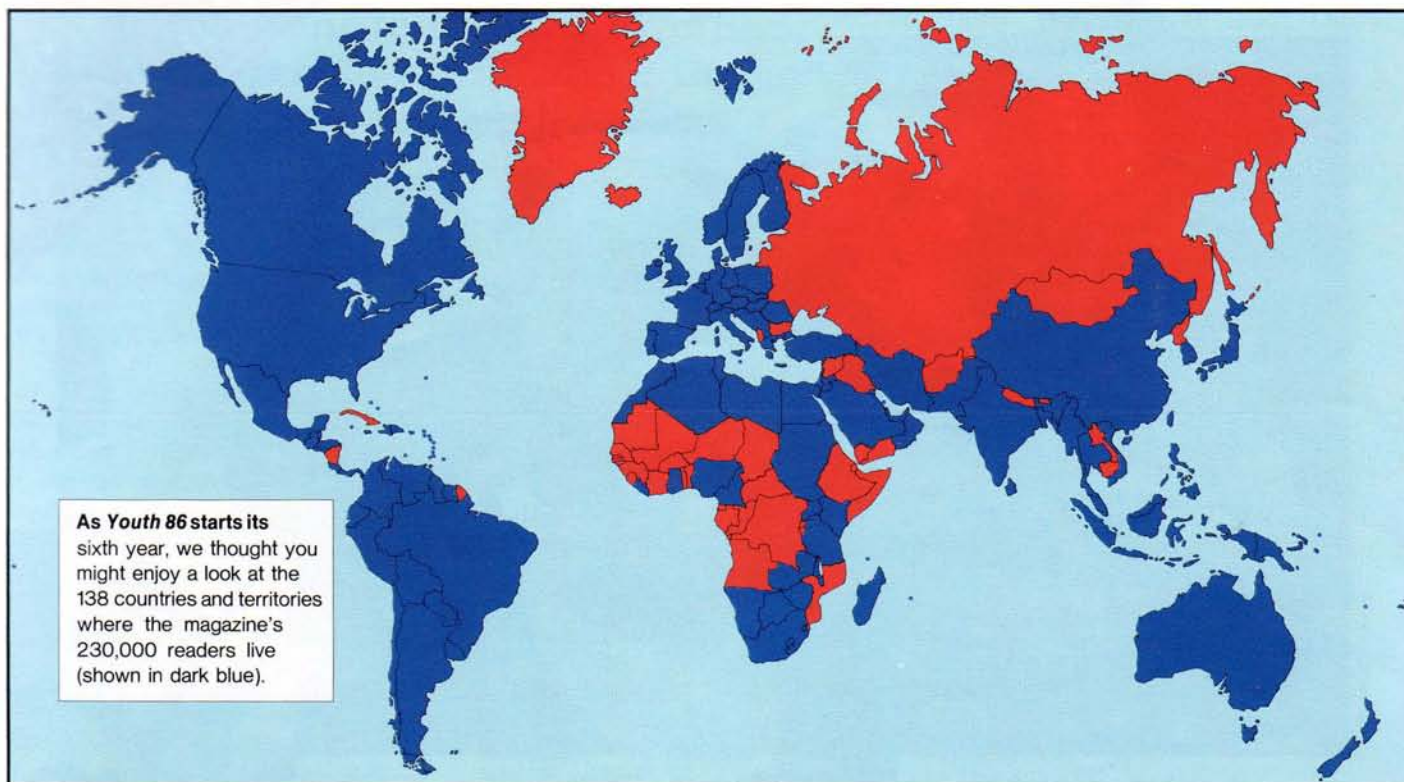 As Youth 86 starts its
sixth year, we thought you
might enjoy a look at the
138 countries and territories
where the magazine's
230,000 readers live
(shown in dark blue).